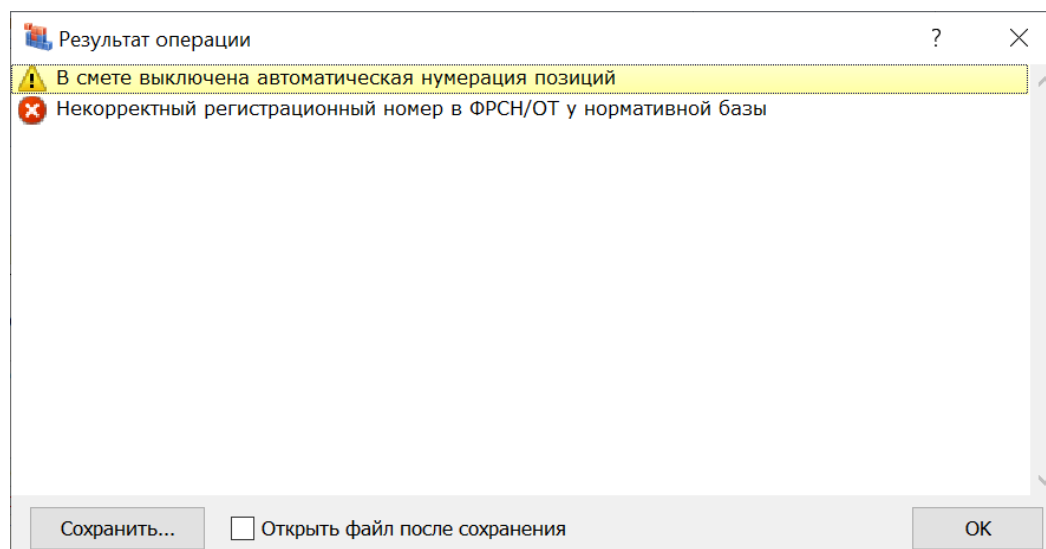 Результат операции
?
В смете выключена автоматическая нумерация позиций
Некорректный регистрационный номер в ФРСН/ОТ у нормативной базы
Сохранить...
Открыть файл после сохранения
OK